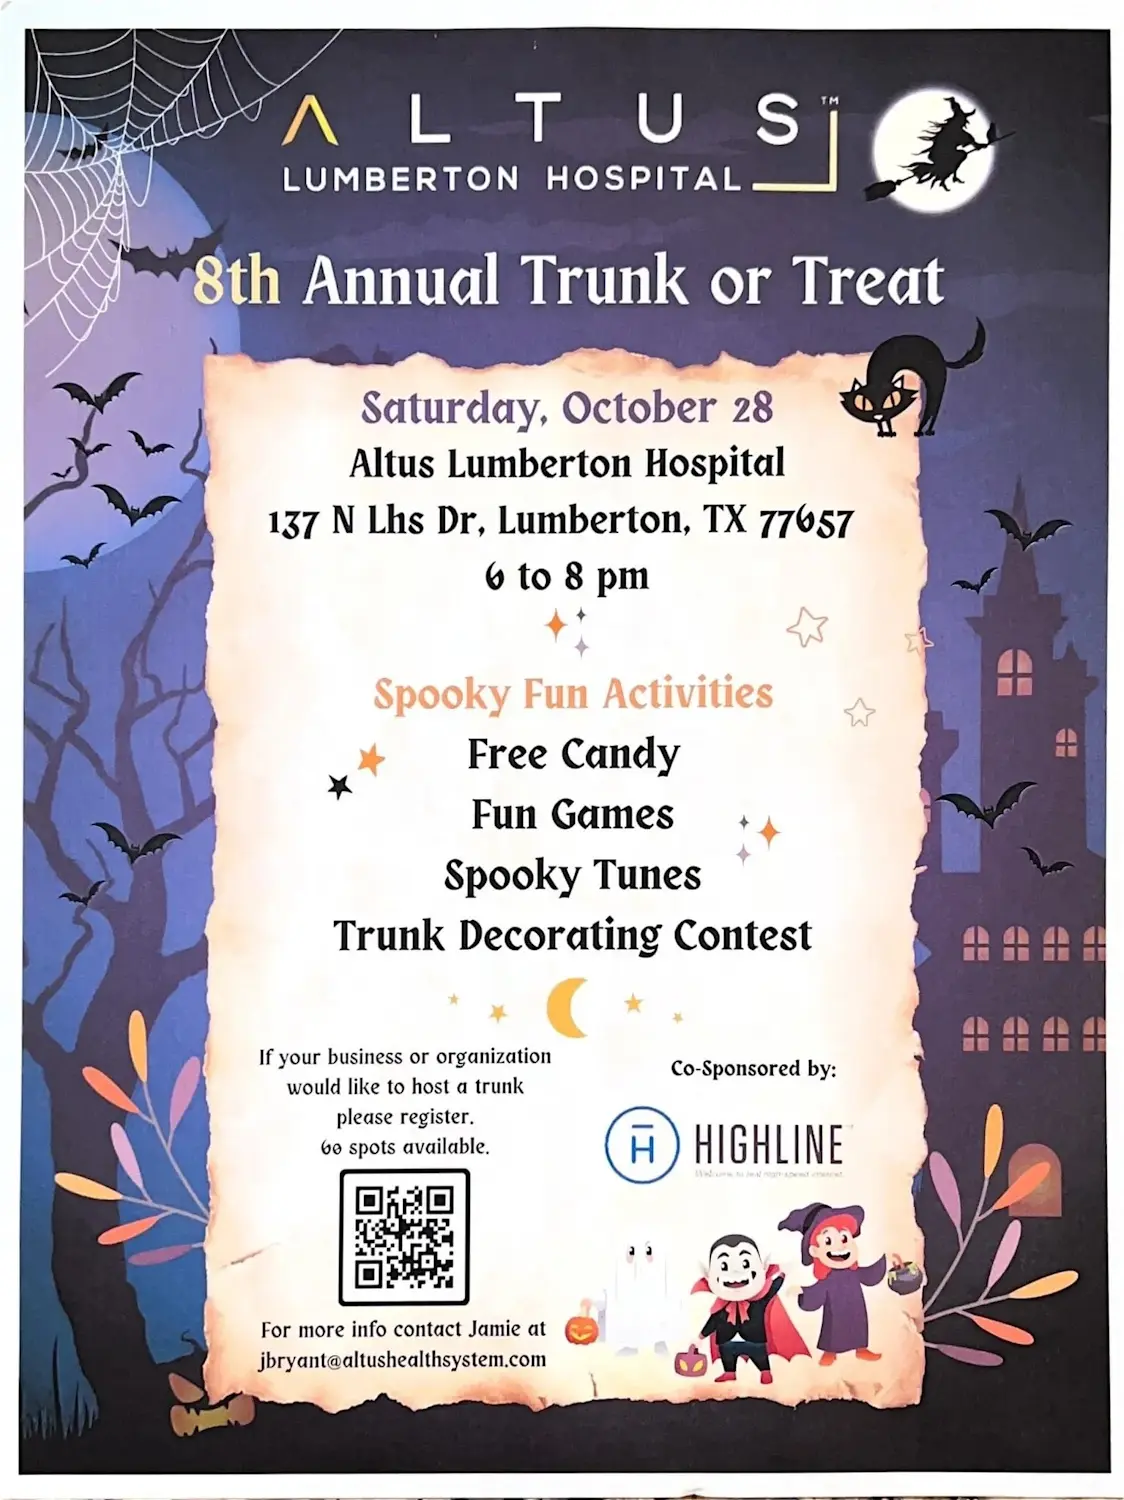 ALTUS™
LUMBERTON HOSPITAL
8th Annual Trunk or Treat
Saturday, October 28
Altus Lumberton Hospital
137 N Lhs Dr, Lumberton, TX 77657
6 to 8 pm
Spooky Fun Activities
Free Candy
Fun Games
Spooky Tunes
Trunk Decorating Contest
If your business or organization
would like to host a trunk
please register.
60 spots available.
For more info contact Jamie at
jbryant@altushealthsystem.com
Co-Sponsored by:
H HIGHLINE